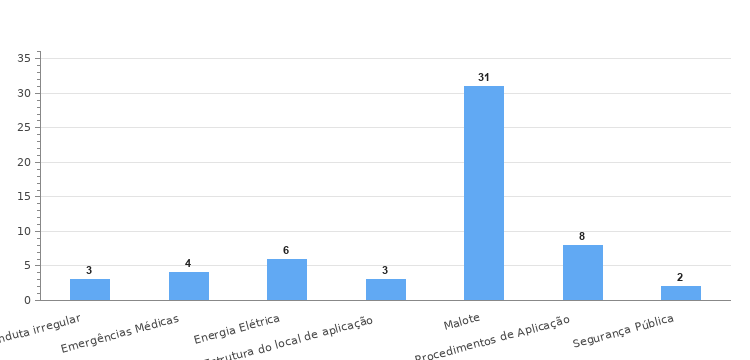 35
30
25
20
15
10
5
0
3
4
6
3
31
8
2
nduta irregular
Emergências Médicas
Energia Elétrica
strutura do local de aplicação
Malote
Procedimentos de Aplicação
Segurança Pública